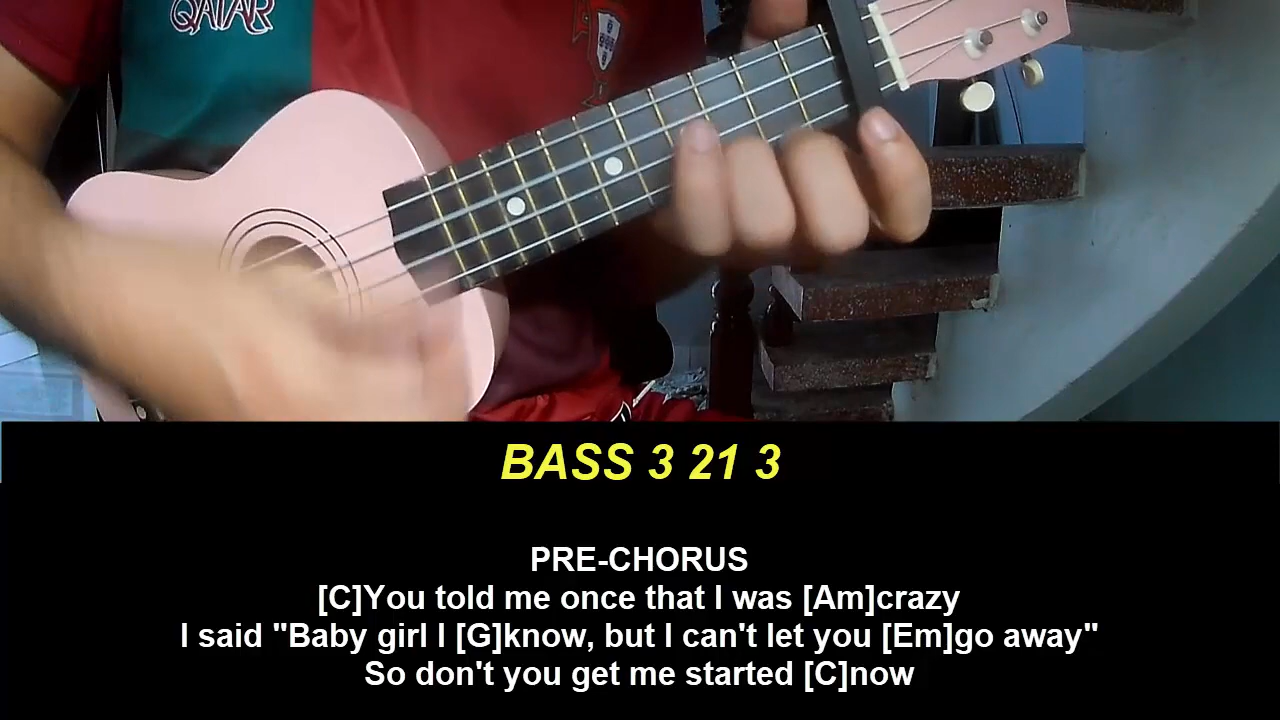 QATAR
BASS 3 21 3
PRE-CHORUS
[C]You told me once that I was [Am]crazy
I said "Baby girl I [G]know, but I can't let you [Em]go away"
So don't you get me started [C]now